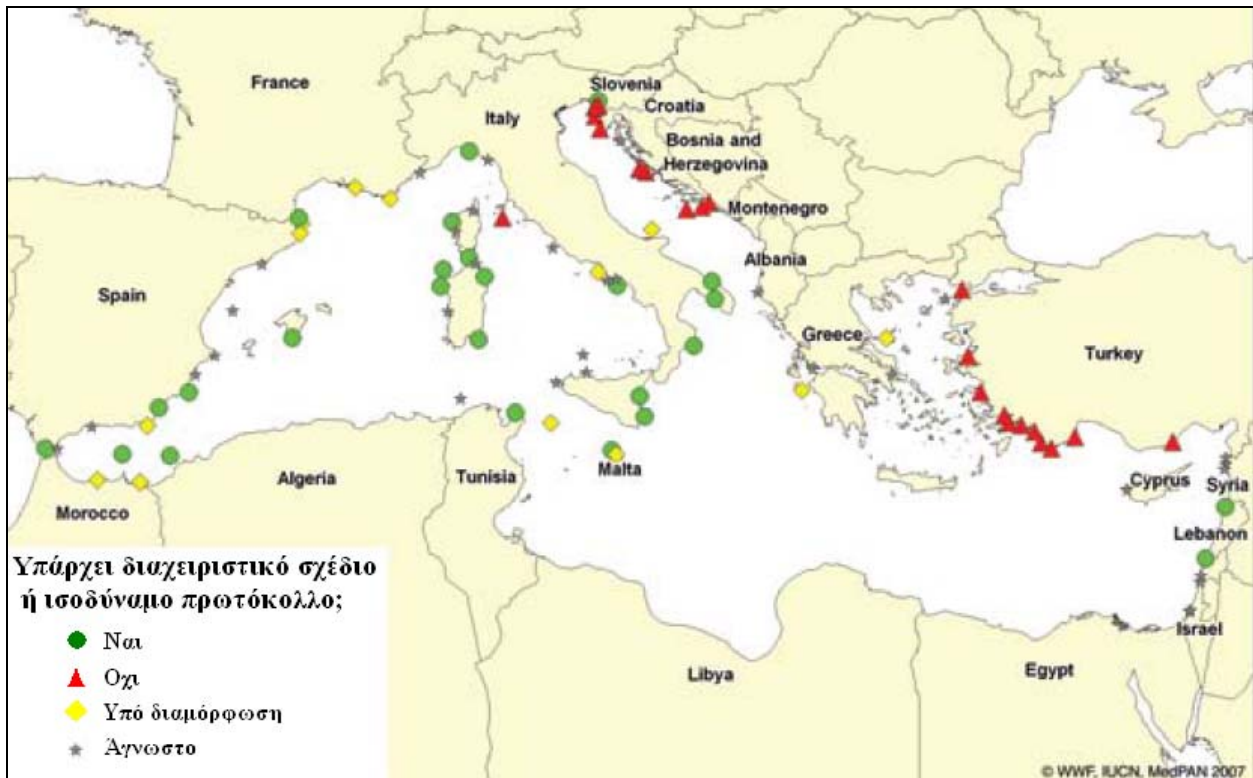 Slovenia
France
Croatia
Italy
Bosnia and
Herzegovina
Montenegro
Albania
Spain
Greece
Turkey
Malta
Algeria
Tunisia
Cyprus
Syria
Morocco
Lebanon
Υπάρχει διαχειριστικό σχέδιο
ή ισοδύναμο πρωτόκολλο;
Ναι
Οχι
Υπό διαμόρφωση
Άγνωστο
Israel
Libya
Egypt
© WWF, IUCN, MedPAN 2007